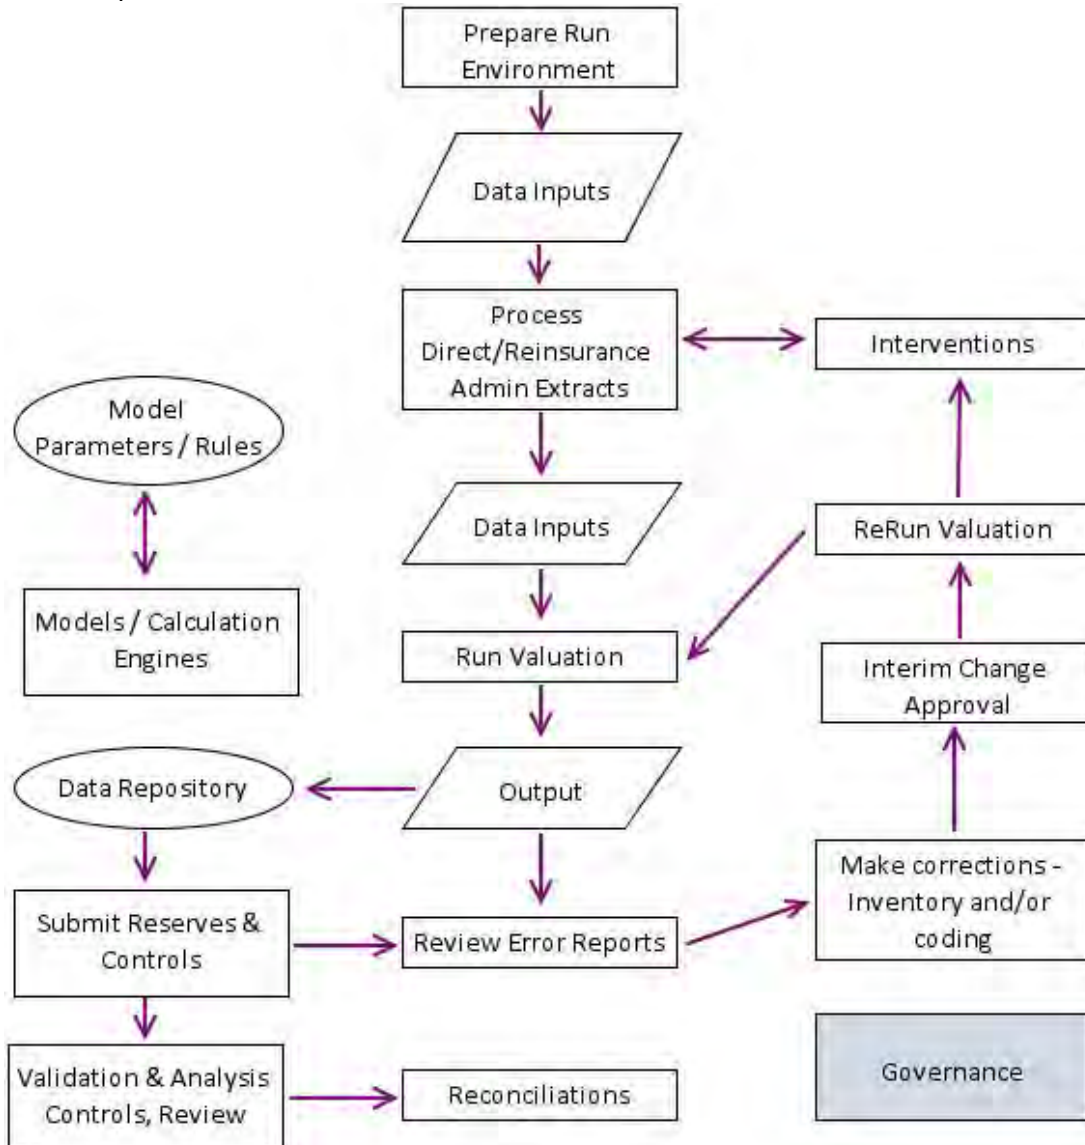 Prepare Run
Environment
Data Inputs
Process
Direct/Reinsurance
Admin Extracts
Interventions
Model
Parameters / Rules
Data Inputs
ReRun Valuation
Models / Calculation
Engines
Run Valuation
Interim Change
Approval
Data Repository
Output
Make corrections -
Inventory and/or
coding
Submit Reserves &
Controls
Review Error Reports
Validation & Analysis
Controls, Review
Reconciliations
Governance